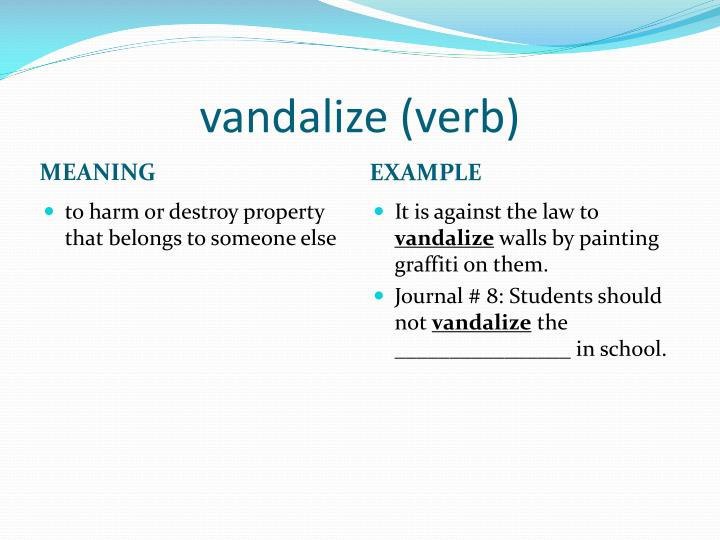 vandalize (verb)
MEANING
• to harm or destroy property
that belongs to someone else
EXAMPLE
• It is against the law to
vandalize walls by painting
graffiti on them.
• Journal # 8: Students should
not vandalize the
________________ in school.